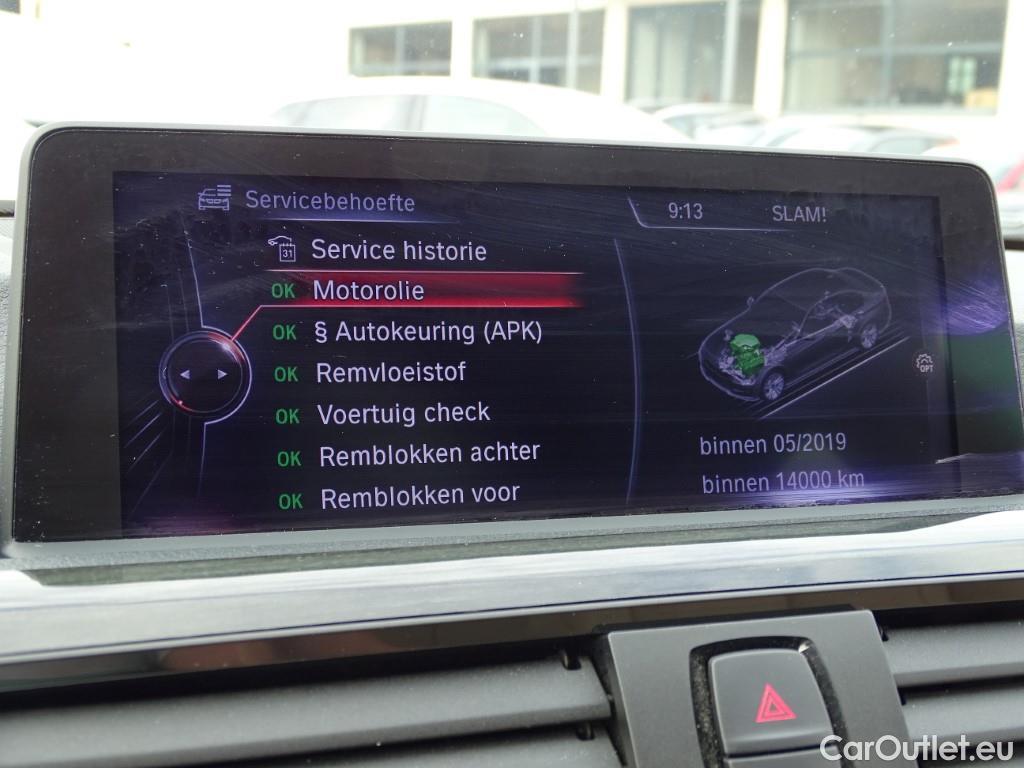 Servicebehoefte
9:13 SLAM!
31
Service historie
OK Motorolie
OK § Autokeuring (APK)
OK Remvloeistof
OK Voertuig check
OK Remblokken achter
OK Remblokken voor
OPT
binnen 05/2019
binnen 14000 km
CarOutlet.eu